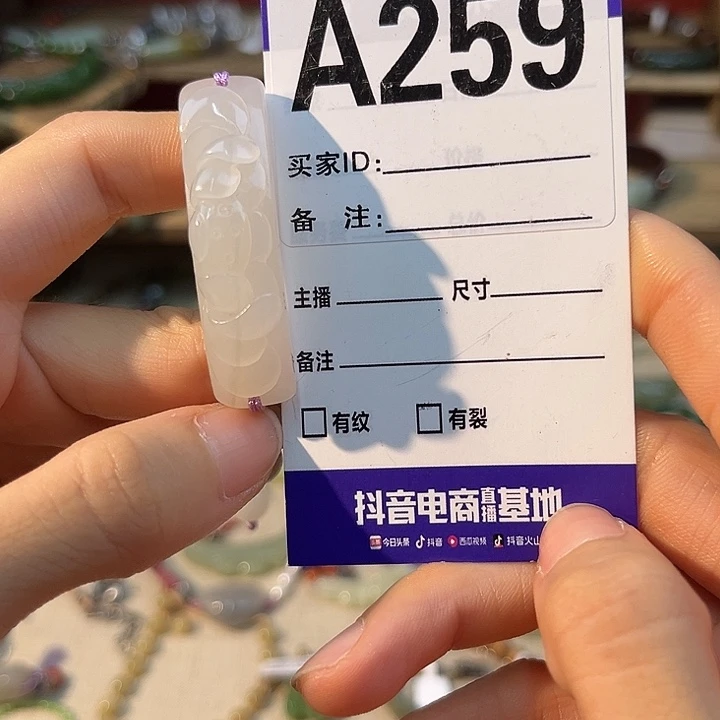 A259
买家ID:
备 注:
主播 尺寸
备注
有纹 有裂
抖音电商直播基地
今日头条 抖音 西瓜视频 抖音火山